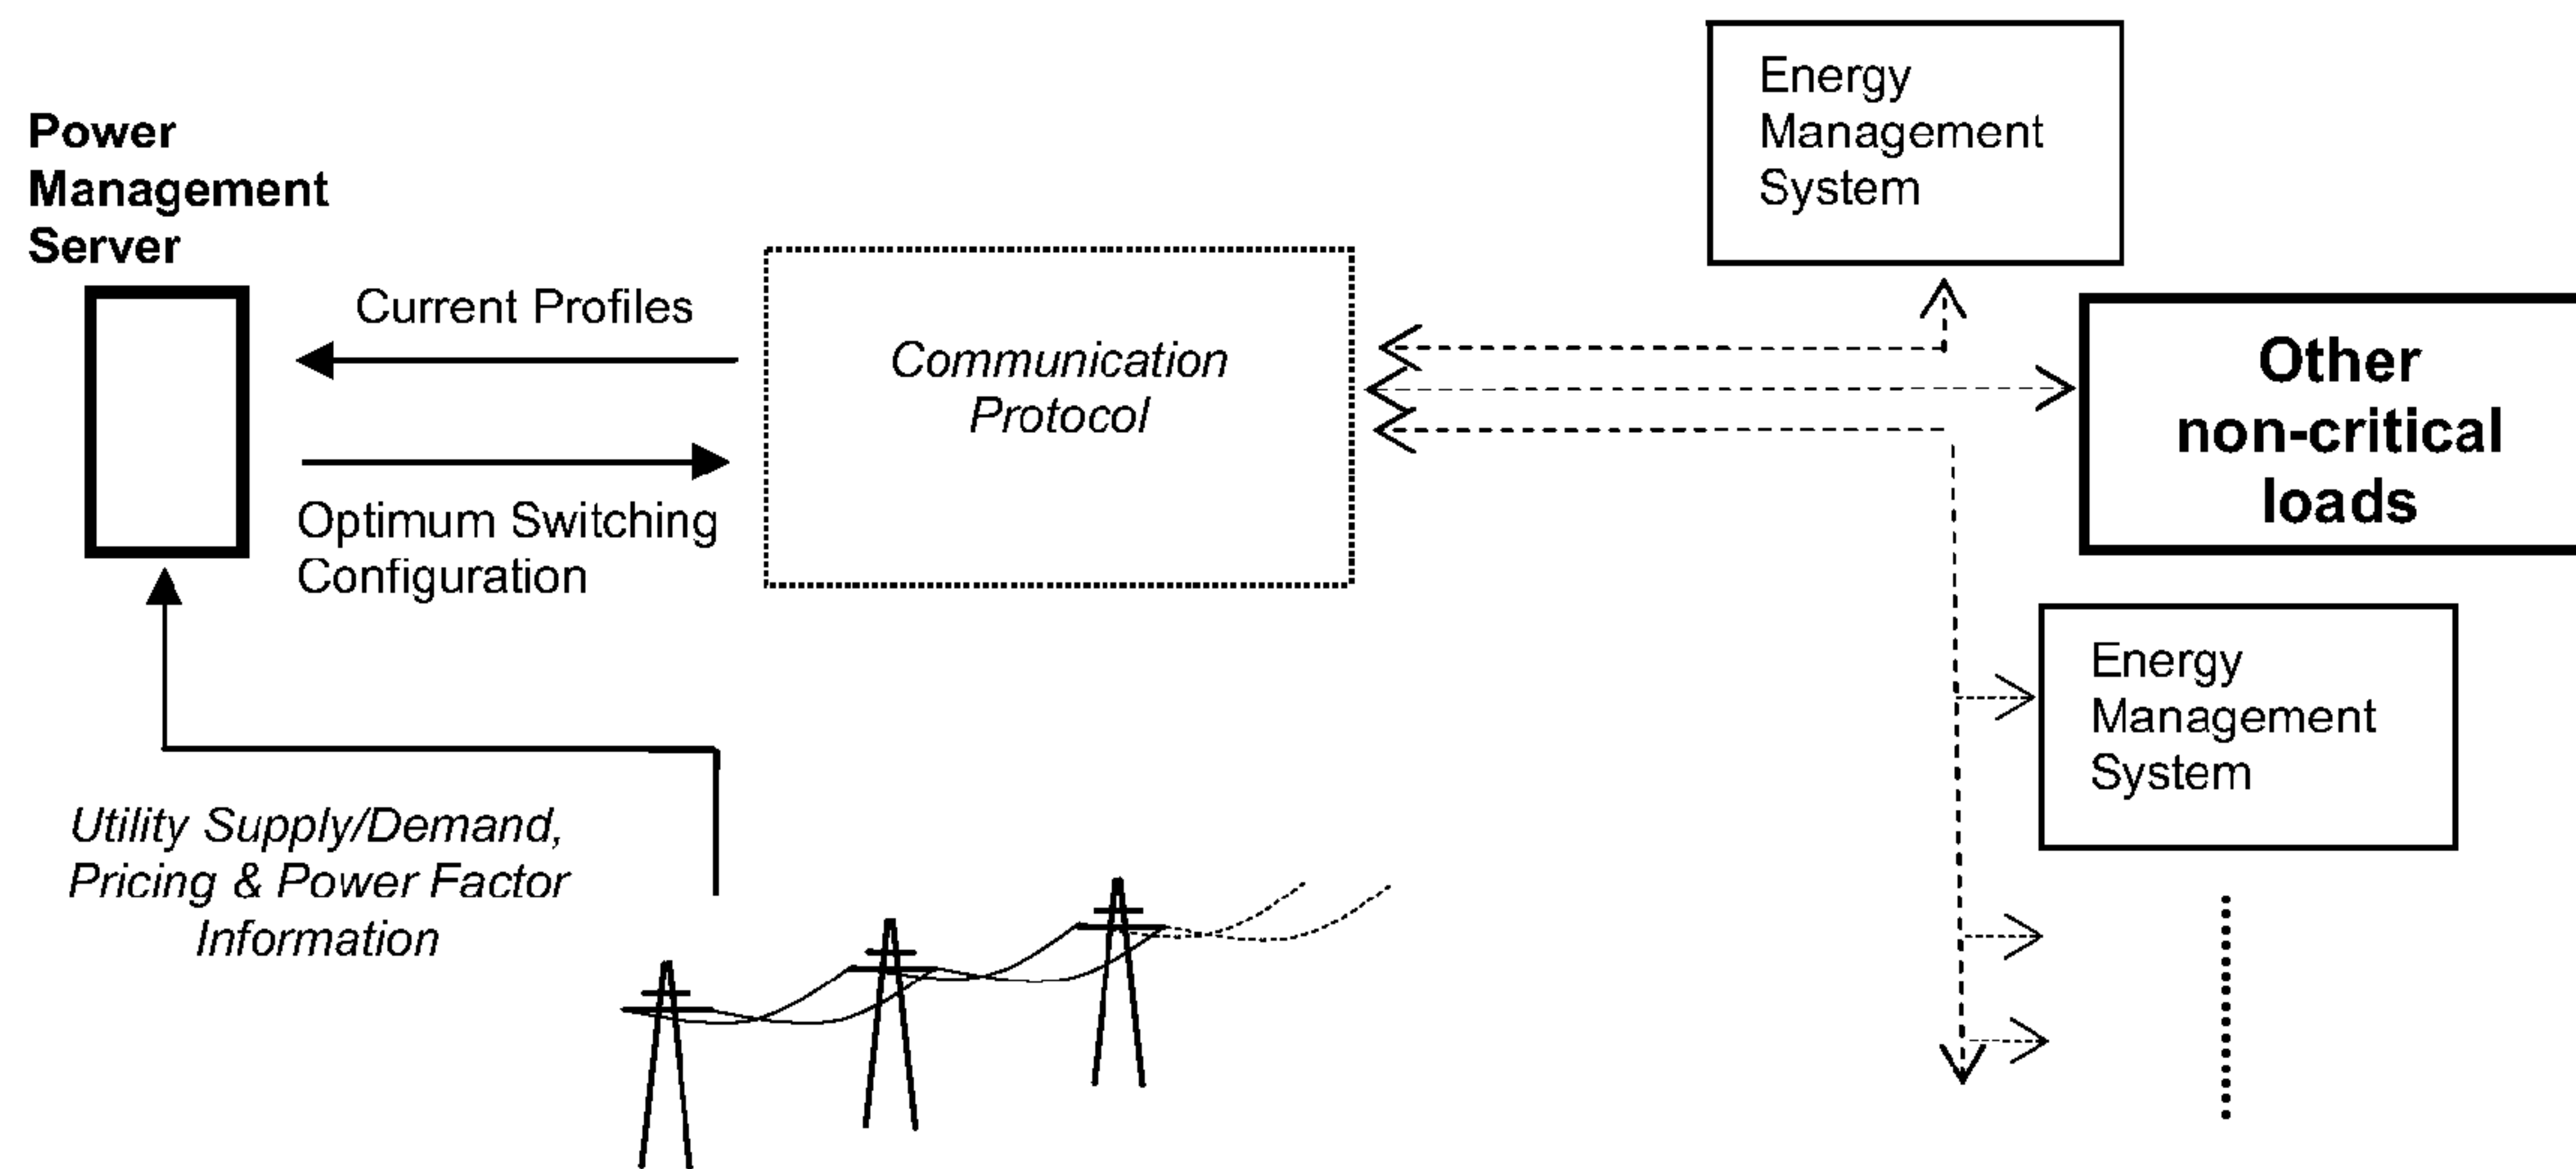 Power
Management
Server
Current Profiles
Optimum Switching
Configuration
Communication
Protocol
Energy
Management
System
Other
non-critical
loads
Energy
Management
System
Utility Supply/Demand,
Pricing & Power Factor
Information